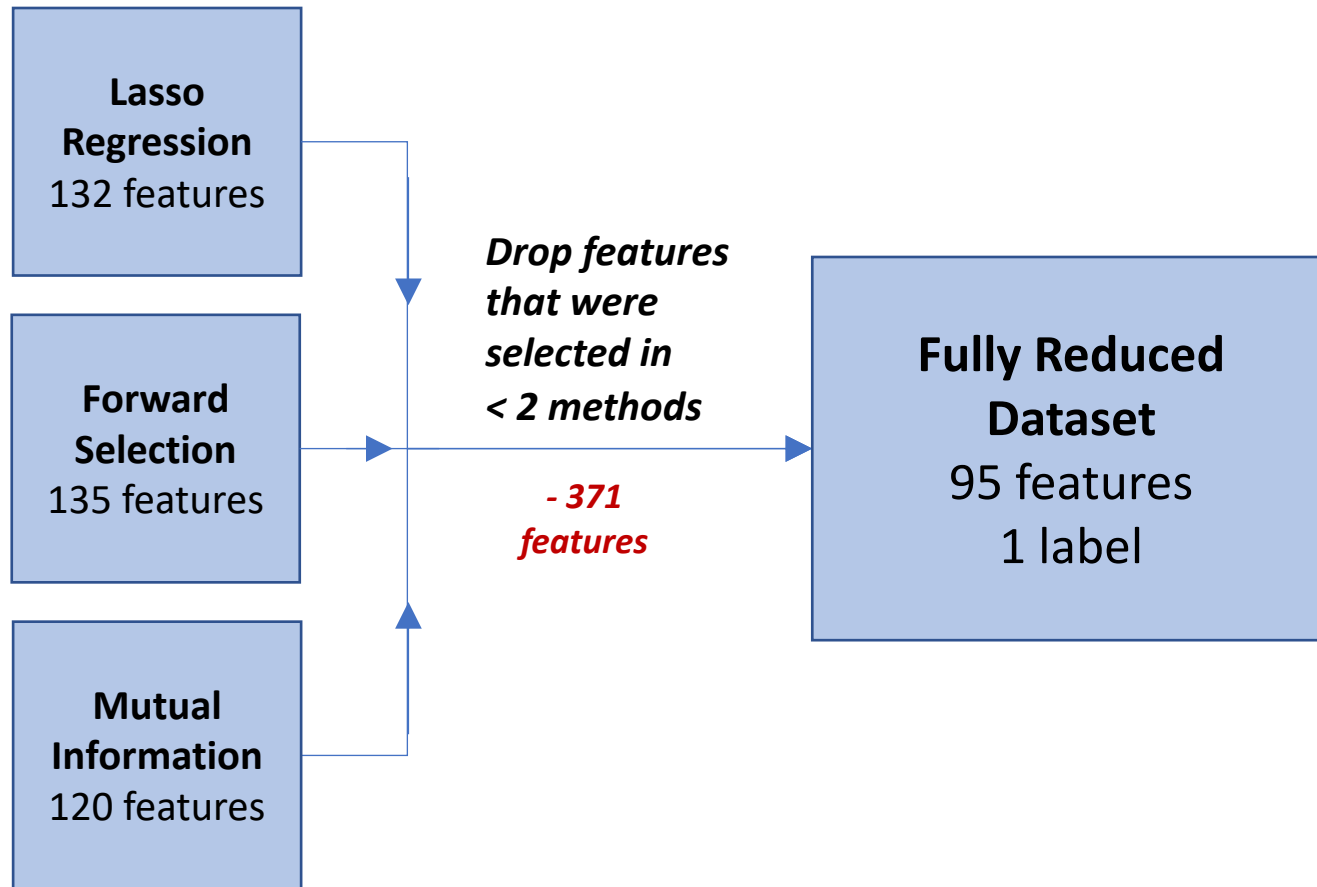 Lasso
Regression
132 features
Forward
Selection
135 features
Mutual
Information
120 features
Drop features
that were
selected in
< 2 methods
- 371
features
Fully Reduced
Dataset
95 features
1 label